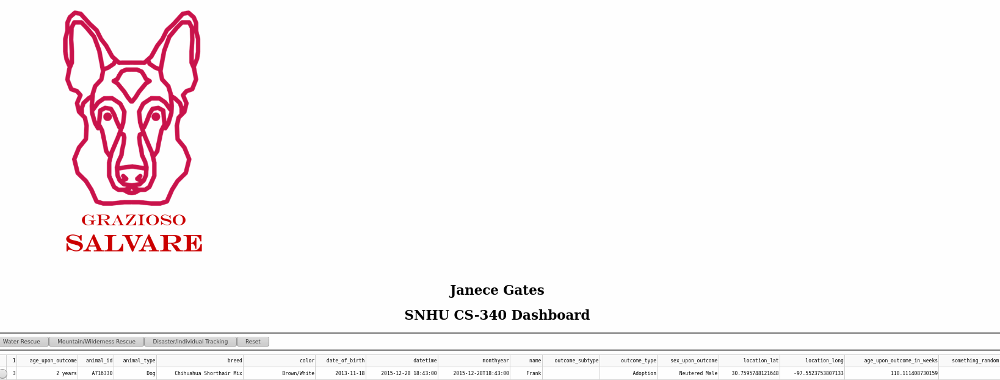 GRAZIOSO
SALVARE
Janece Gates
SNHU CS-340 Dashboard
Water Rescue Mountain/Wilderness Rescue Disaster/Individual Tracking Reset
1 age_upon_outcome animal_id animal_type breed color date_of_birth datetime monthyear name outcome_subtype outcome_type sex_upon_outcome location_lat location_long age_upon_outcome_in_weeks something_random
3 2 years A716330 Dog Chihuahua Shorthair Mix Brown/White 2013-11-18 2015-12-28 18:43:00 2015-12-28T18:43:00 Frank Adoption Neutered Male 30.7595748121648 -97.5523753807133 110.111408730159